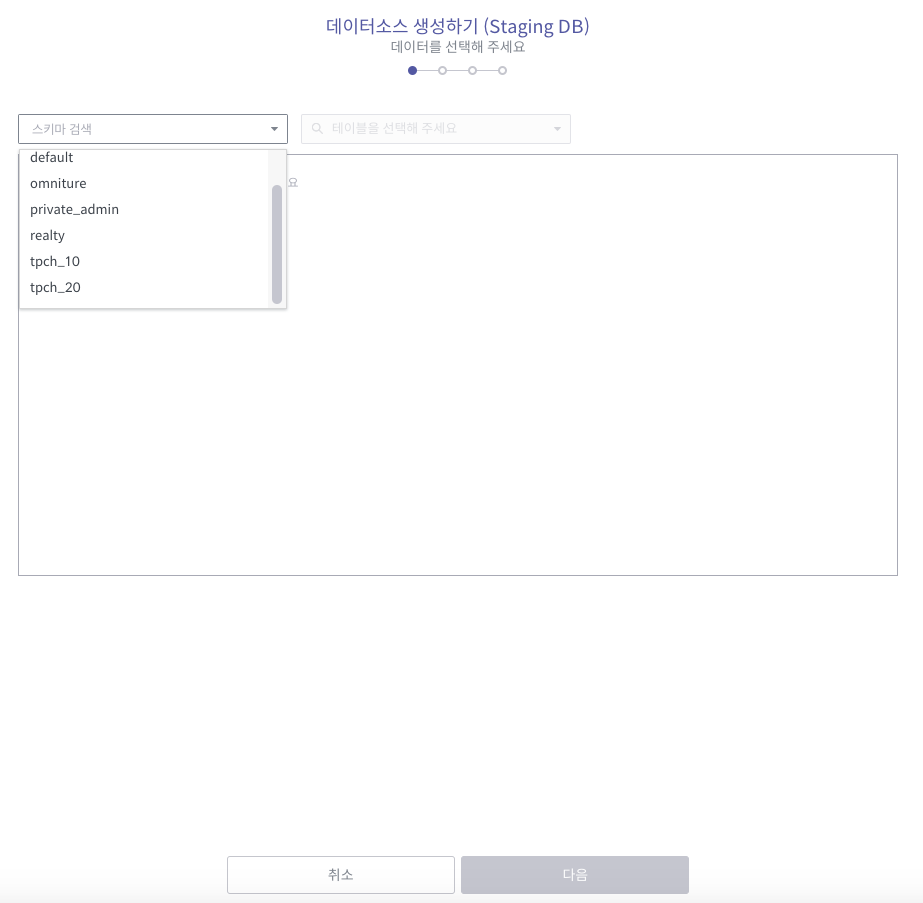 데이터소스 생성하기 (Staging DB)
데이터를 선택해 주세요
스키마 검색
테이블을 선택해 주세요
default
요
omniture
private_admin
realty
tpch_10
tpch_20
취소
다음